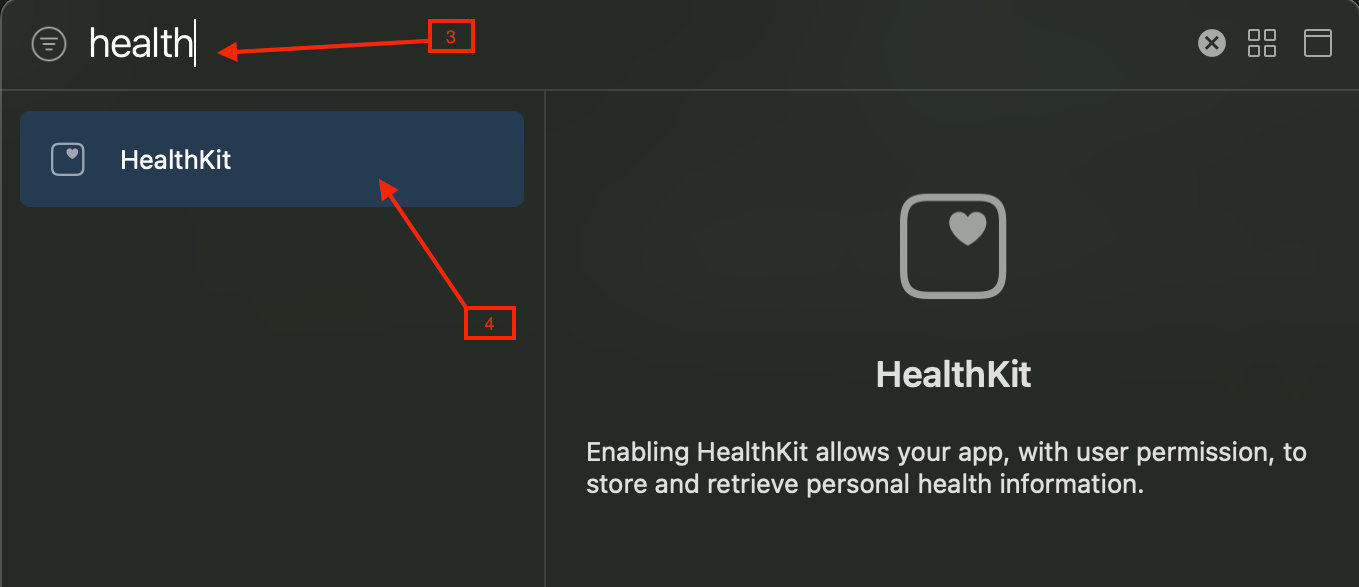 health
3
HealthKit
4
HealthKit
Enabling HealthKit allows your app, with user permission, to
store and retrieve personal health information.